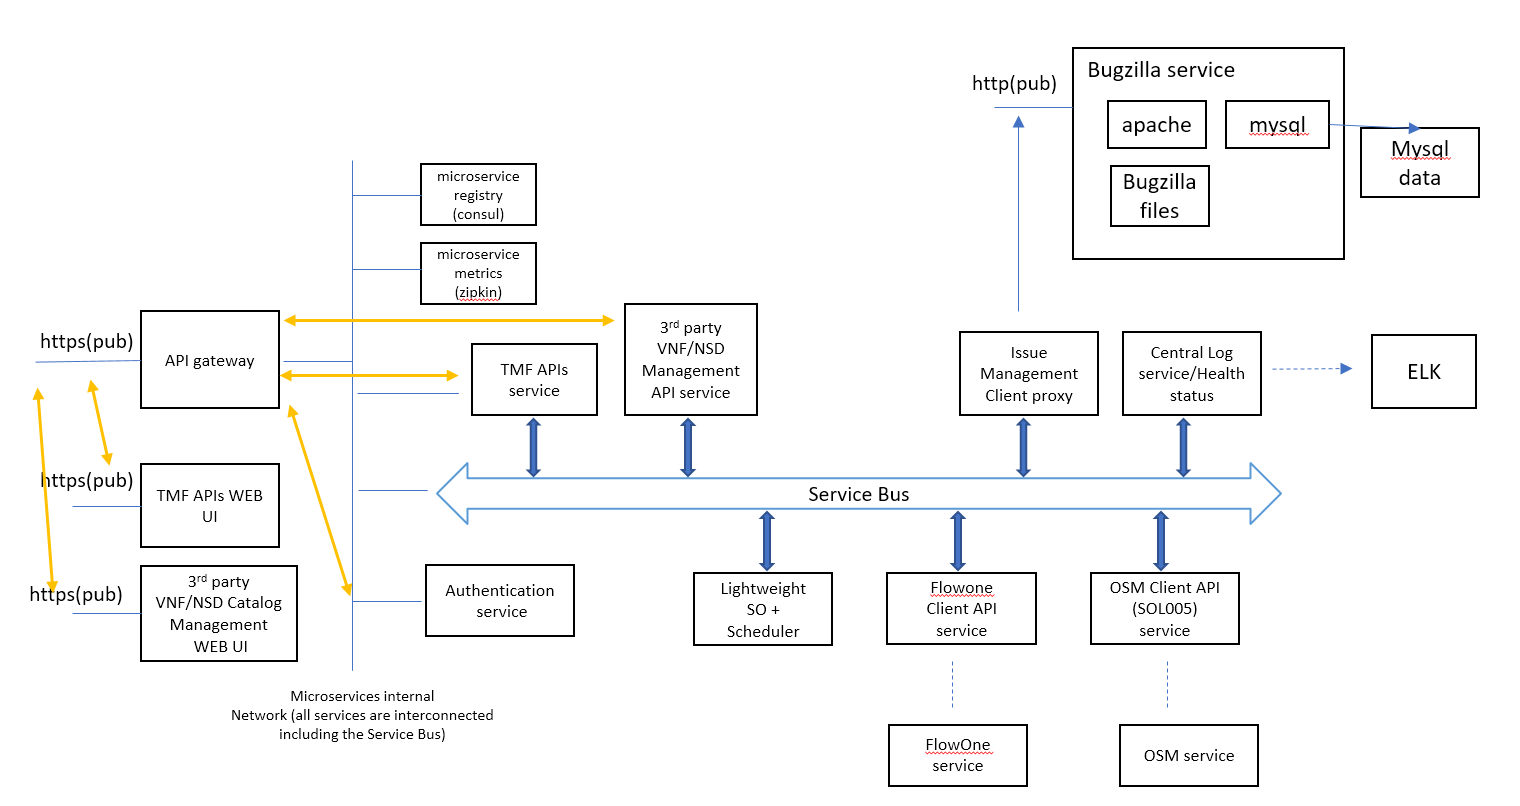 http(pub)
Bugzilla service
apache
mysql
Bugzilla
files
Mysql
data
microservice
registry
(consul)
microservice
metrics
(zipkin)
https(pub)
API gateway
TMF APIs
service
3rd party
VNF/NSD
Management
API service
Issue
Management
Client proxy
Central Log
service/Health
status
ELK
https(pub)
TMF APIs WEB
UI
Service Bus
https(pub)
3rd party
VNF/NSD Catalog
Management
WEB UI
Authentication
service
Lightweight
SO +
Scheduler
Flowone
Client API
service
OSM Client API
(SOL005)
service
Microservices internal
Network (all services are interconnected
including the Service Bus)
FlowOne
service
OSM service